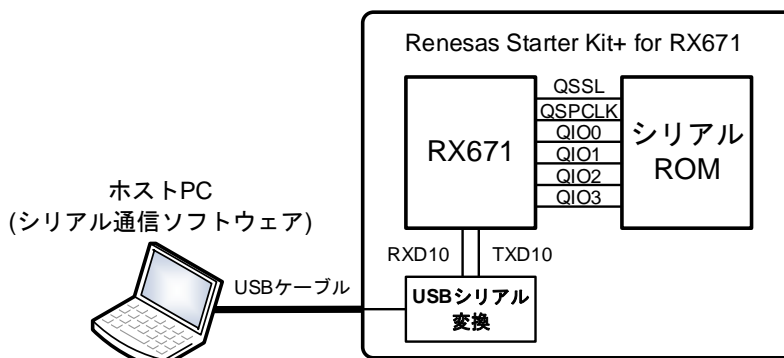 Renesas Starter Kit+ for RX671
QSSL
QSPCLK
QIO0
QIO1
QIO2
QIO3
RX671
シリアル
ROM
ホストPC
(シリアル通信ソフトウェア)
RXD10
TXD10
USBケーブル
USBシリアル
変換